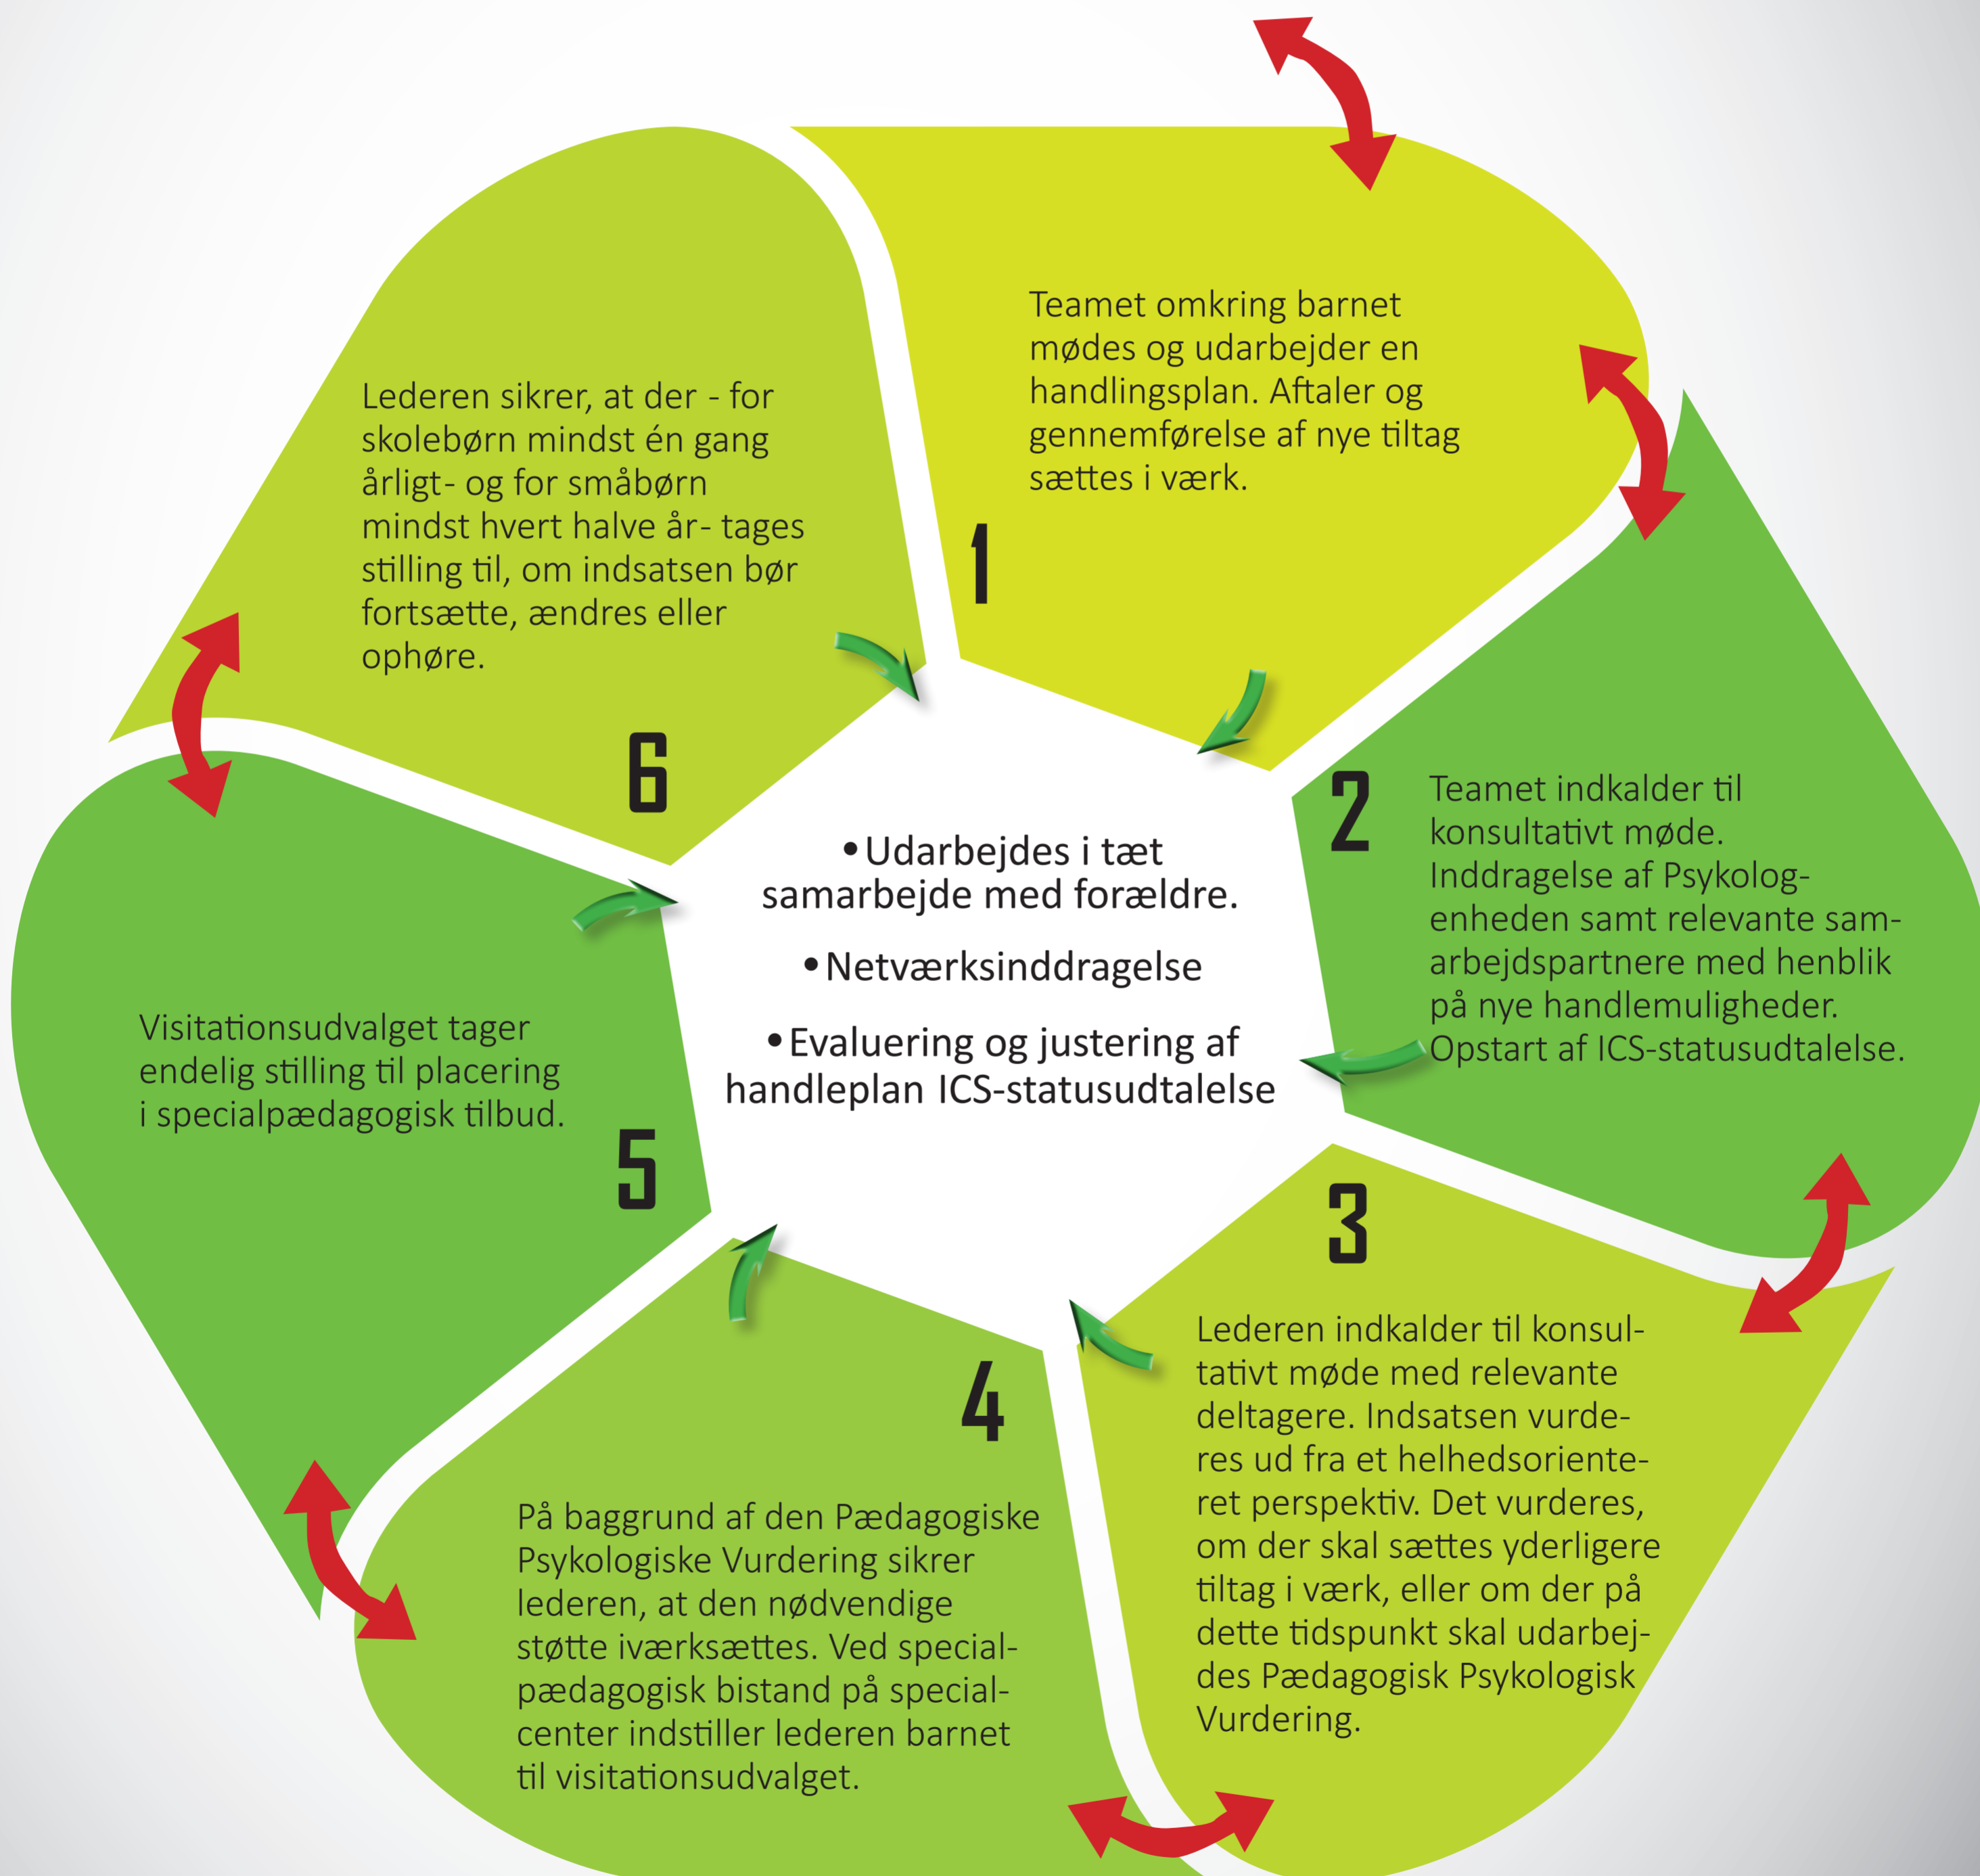 Teamet omkring barnet
mødes og udarbejder en
handlingsplan. Aftaler og
gennemførelse af nye tiltag
sættes i værk.
1
2
Teamet indkalder til
konsultativt møde.
Inddragelse af Psykolog-
enheden samt relevante sam-
arbejdspartnere med henblik
på nye handlemuligheder.
Opstart af ICS-statusudtalelse.
3
Lederen indkalder til konsul-
tativt møde med relevante
deltagere. Indsatsen vurde-
res ud fra et helhedsoriente-
ret perspektiv. Det vurderes,
om der skal sættes yderligere
tiltag i værk, eller om der på
dette tidspunkt skal udarbej-
des Pædagogisk Psykologisk
Vurdering.
4
På baggrund af den Pædagogiske
Psykologiske Vurdering sikrer
lederen, at den nødvendige
støtte iværksættes. Ved special-
pædagogisk bistand på special-
center indstiller lederen barnet
til visitationsudvalget.
Visitationsudvalget tager
endelig stilling til placering
i specialpædagogisk tilbud.
5
Lederen sikrer, at der - for
skolebørn mindst én gang
årligt- og for småbørn
mindst hvert halve år- tages
stilling til, om indsatsen bør
fortsætte, ændres eller
ophøre.
6
•Udarbejdes i tæt
samarbejde med forældre.
•Netværksinddragelse
•Evaluering og justering af
handleplan ICS-statusudtalelse